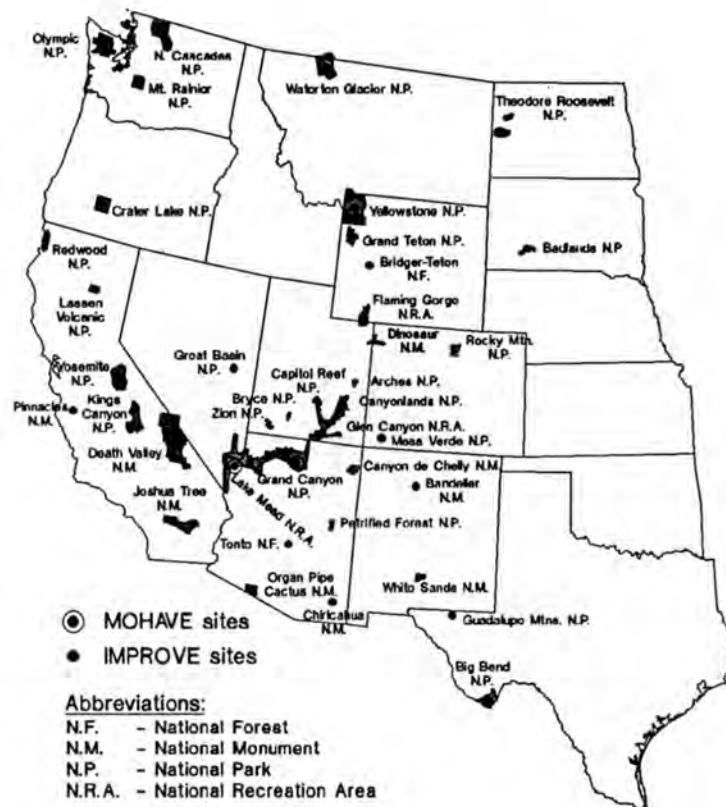 Olympic
N.P.
N. Cascades
N.P.
Mt. Rainior
N.P.
Waterton Glacier N.P.
Theodore Roosevelt
N.P.
Crater Lake N.P.
Yellowstone N.P.
Grand Teton N.P.
Bridger-Teton
N.F.
Badlands N.P
Redwood
N.P.
Lassen
Volcanic
N.P.
Flaming Gorge
N.R.A.
Dinosaur
N.M.
Rocky Mtn.
N.P.
Great Basin
N.P.
Yosemite
N.P.
Capitol Reef
N.P.
Arches N.P.
Pinnacles
N.M.
Kings
Canyon
N.P.
Bryce N.P.
Zion N.P.
Canyonlands N.P.
Glen Canyon N.R.A.
Mesa Verde N.P.
Death Valley
N.M.
Grand Canyon
N.P.
Canyon de Chelly N.M.
Lake Mead N.R.A.
Bandelier
N.M.
Joshua Tree
N.M.
Petrified Forest N.P.
Tonto N.F.
Organ Pipe
Cactus N.M.
White Sands N.M.
Chiricahua
N.M.
Guadalupo Mtns. N.P.
Big Bend
N.P.
MOHAVE sites
IMPROVE sites
Abbreviations:
N.F. - National Forest
N.M. - National Monument
N.P. - National Park
N.R.A. - National Recreation Area